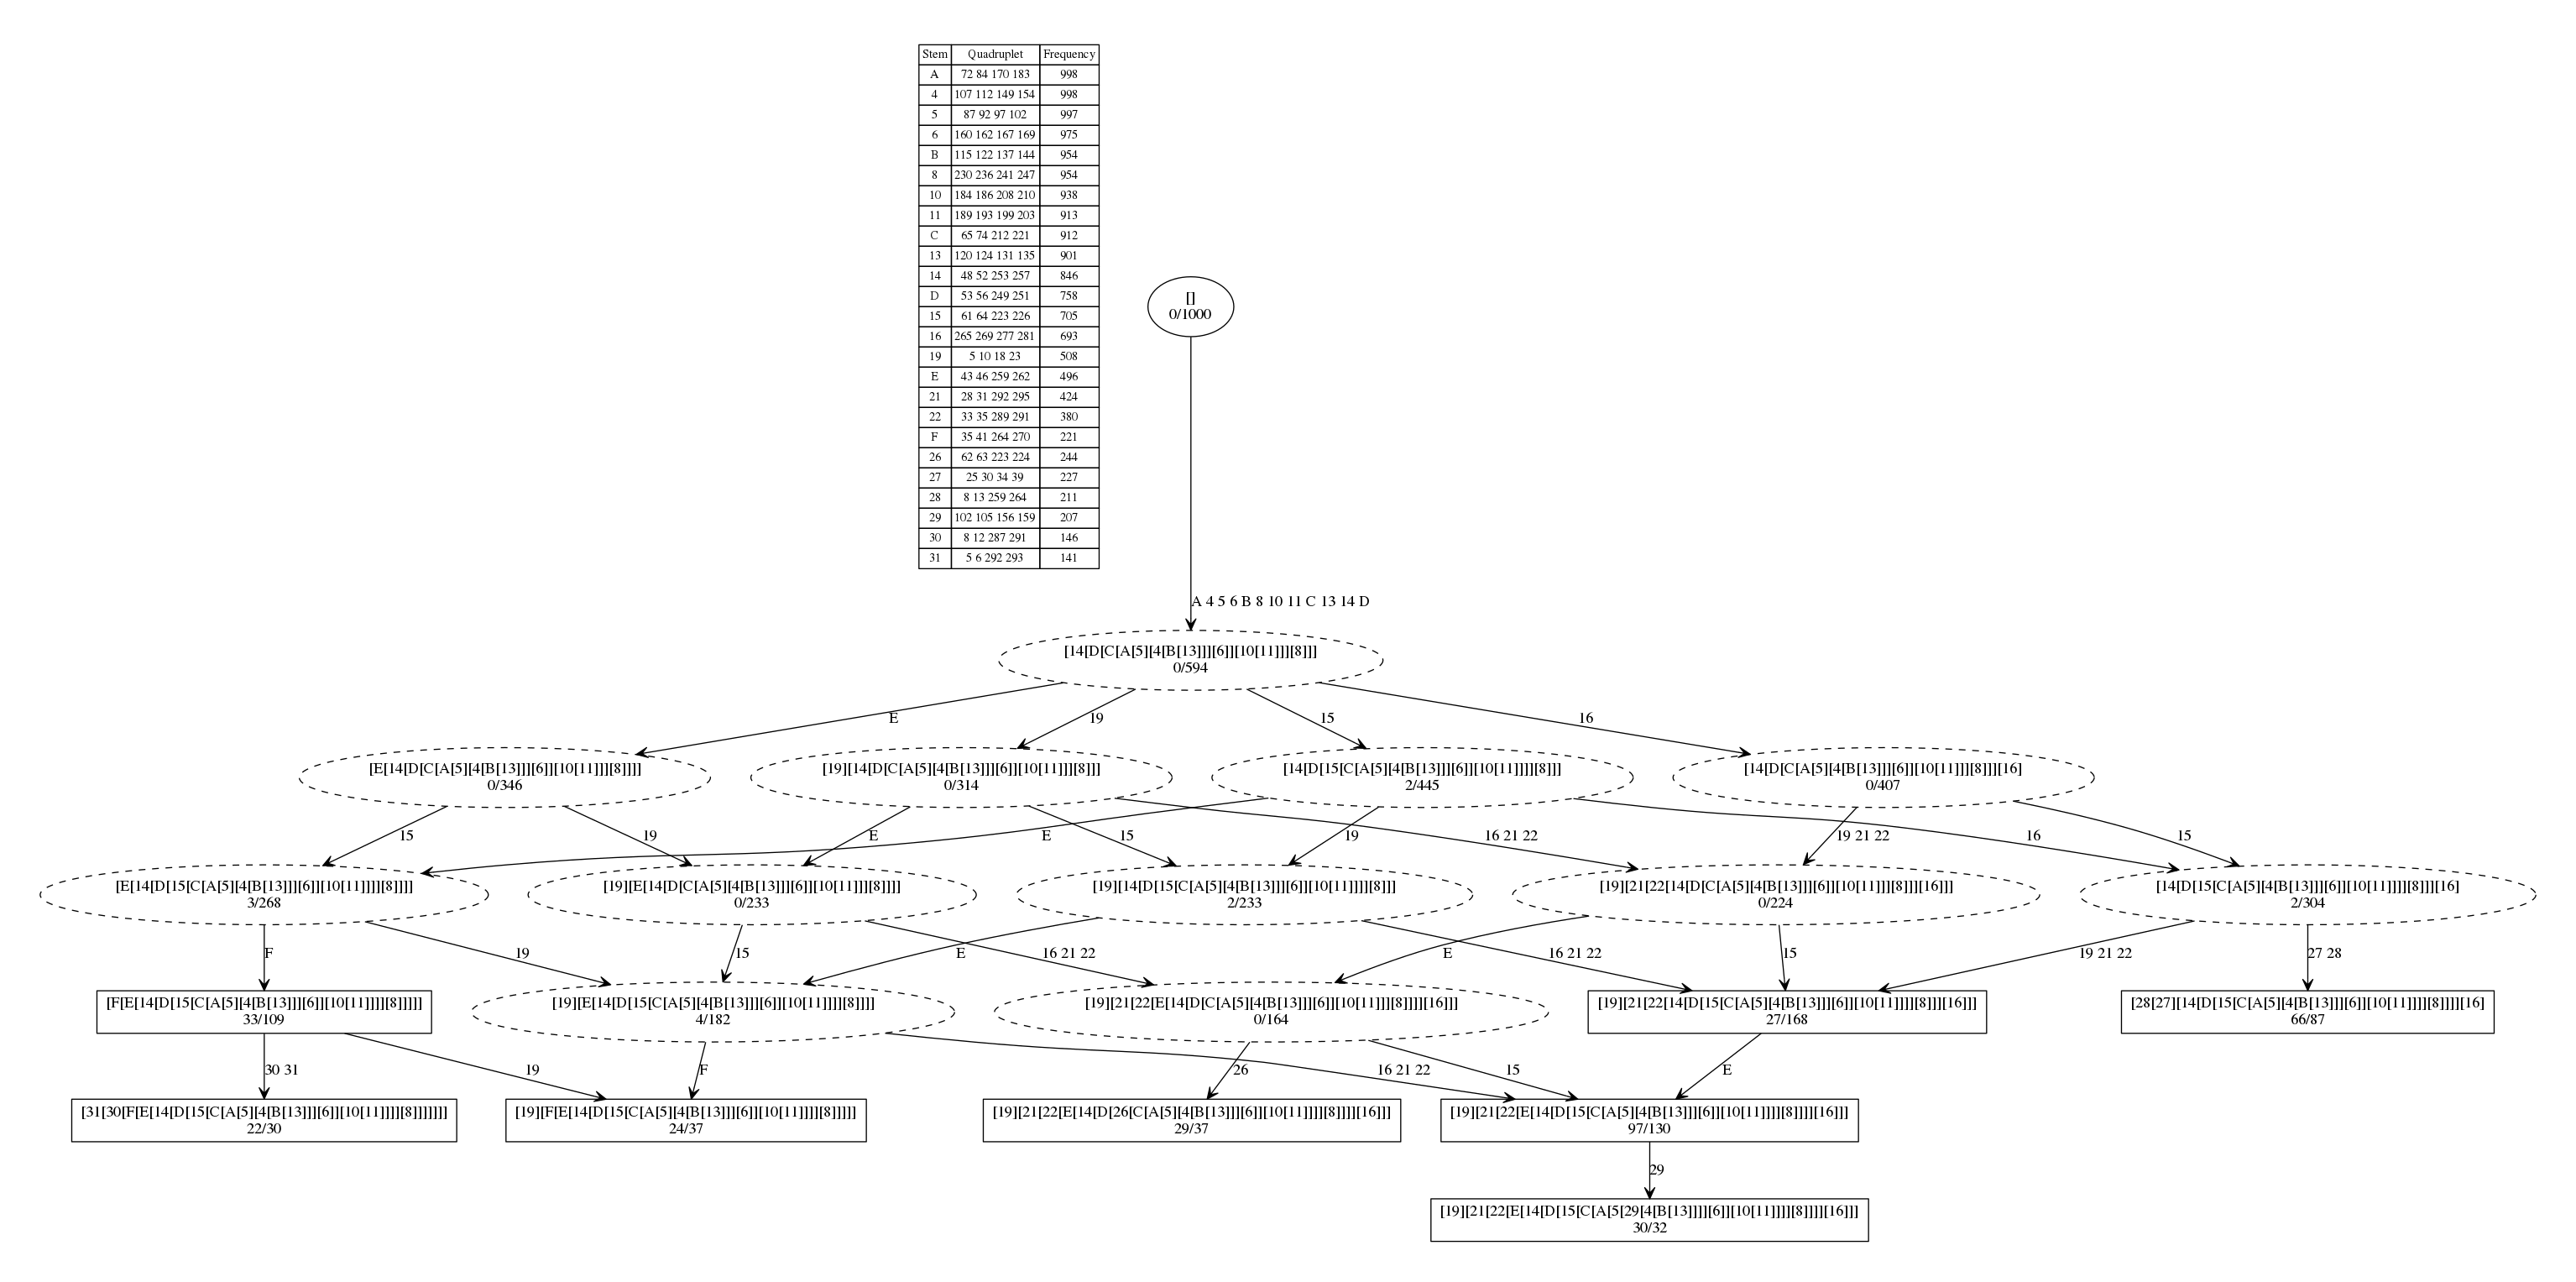 Stem Quadruplet Frequency
A 72 84 170 183 998
4 107 112 149 154 998
5 87 92 97 102 997
6 160 162 167 169 975
B 115 122 137 144 954
8 230 236 241 247 954
10 184 186 208 210 938
11 189 193 199 203 913
C 65 74 212 221 912
13 120 124 131 135 901
14 48 52 253 257 846
D 53 56 249 251 758
15 61 64 223 226 705
16 265 269 277 281 693
19 5 10 18 23 508
E 43 46 259 262 496
21 28 31 292 295 424
22 33 35 289 291 380
F 35 41 264 270 221
26 62 63 223 224 244
27 25 30 34 39 227
28 8 13 259 264 211
29 102 105 156 159 207
30 8 12 287 291 146
31 5 6 292 293 141
[]
0/1000
A 4 5 6 B 8 10 11 C 13 14 D
[14[D[C[A[5][4[B[13]]][6]][10[11]]][8]]]
0/594
E 19 15 16
[E[14[D[C[A[5][4[B[13]]][6]][10[11]]][8]]]]
0/346
[19][14[D[C[A[5][4[B[13]]][6]][10[11]]][8]]]
0/314
[14[D[15[C[A[5][4[B[13]]][6]][10[11]]]][8]]]
2/445
[14[D[C[A[5][4[B[13]]][6]][10[11]]][8]]][16]
0/407
15 19 E E 15 19 16 21 22 19 21 22 16 15
[E[14[D[15[C[A[5][4[B[13]]][6]][10[11]]]][8]]]]
3/268
[19][E[14[D[C[A[5][4[B[13]]][6]][10[11]]][8]]]]
0/233
[19][14[D[15[C[A[5][4[B[13]]][6]][10[11]]]][8]]]
2/233
[19][21[22[14[D[C[A[5][4[B[13]]][6]][10[11]]][8]]][16]]]
0/224
[14[D[15[C[A[5][4[B[13]]][6]][10[11]]]][8]]][16]
2/304
F 19 15 E 16 21 22 E 16 21 22 15 19 21 22 27 28
[F[E[14[D[15[C[A[5][4[B[13]]][6]][10[11]]]][8]]]]]
33/109
[19][E[14[D[15[C[A[5][4[B[13]]][6]][10[11]]]][8]]]]
4/182
[19][21[22[E[14[D[C[A[5][4[B[13]]][6]][10[11]]][8]]]][16]]]
0/164
[19][21[22[14[D[15[C[A[5][4[B[13]]][6]][10[11]]]][8]]][16]]]
27/168
[28[27][14[D[15[C[A[5][4[B[13]]][6]][10[11]]]][8]]]][16]
66/87
30 31 19 F 26 16 21 22 15 E
[31[30[F[E[14[D[15[C[A[5][4[B[13]]][6]][10[11]]]][8]]]]]]]
22/30
[19][F[E[14[D[15[C[A[5][4[B[13]]][6]][10[11]]]][8]]]]]
24/37
[19][21[22[E[14[D[26[C[A[5][4[B[13]]][6]][10[11]]]][8]]]][16]]]
29/37
[19][21[22[E[14[D[15[C[A[5][4[B[13]]][6]][10[11]]]][8]]]][16]]]
97/130
29
[19][21[22[E[14[D[15[C[A[5[29[4[B[13]]]][6]][10[11]]]][8]]]][16]]]
30/32